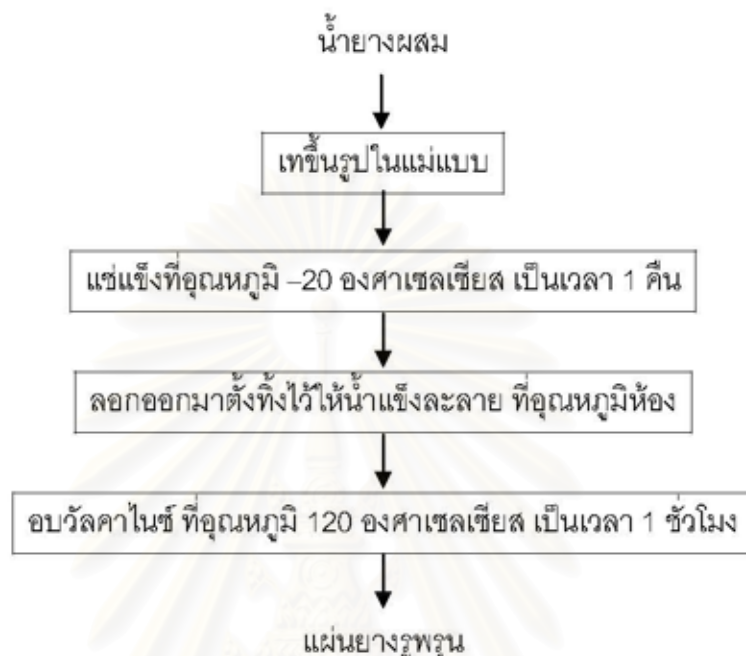 น้ำยางผสม
เทขึ้นรูปในแม่แบบ
แช่แข็งที่อุณหภูมิ –20 องศาเซลเซียส เป็นเวลา 1 คืน
ลอกออกมาตั้งทิ้งไว้ให้น้ำแข็งละลาย ที่อุณหภูมิห้อง
อบวัลคาไนซ์ ที่อุณหภูมิ 120 องศาเซลเซียส เป็นเวลา 1 ชั่วโมง
แผ่นยางรูพรุน